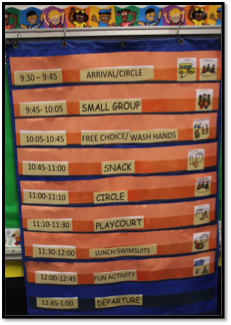 9:30 – 9:45 ARRIVAL/CIRCLE
9:45- 10:05 SMALL GROUP
10:05-10:45 FREE CHOICE/ WASH HANDS
10:45-11:00 SNACK
11:00-11:10 CIRCLE
11:10-11:30 PLAYCOURT
11:30-12:00 LUNCH/SWIMSUITS
12:00-12:45 FUN ACTIVITY
12:45-1:00 DEPARTURE